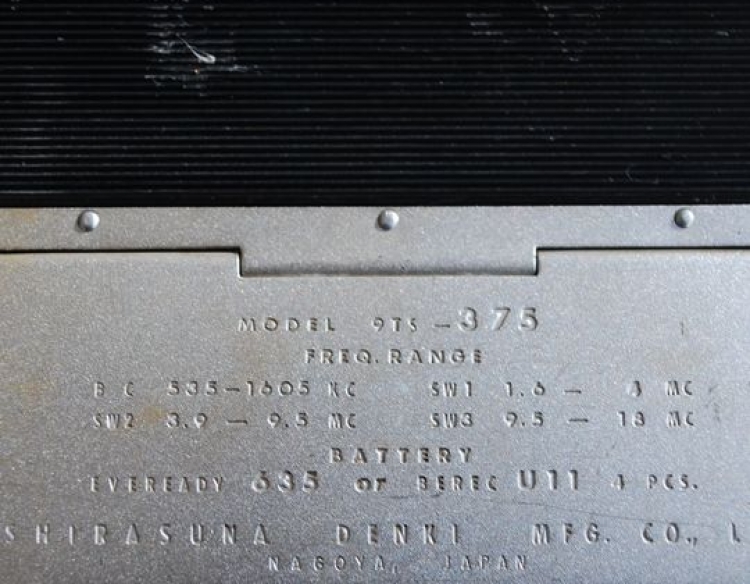 MODEL 9TS-375
FREQ. RANGE
BC 535-1605 KC SW1 1.6 - 4 MC
SW2 3.9 - 9.5 MC SW3 9.5 - 18 MC
BATTERY
EVEREADY 635 or BEREC U11 4 PCS.
SHIRASUNA DENKI MFG. CO., L
NAGOYA, JAPAN